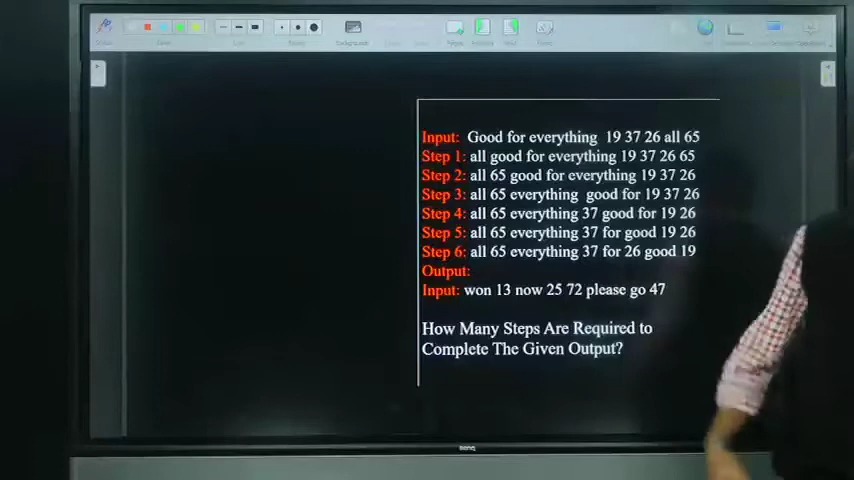 Input: Good for everything 19 37 26 all 65
Step 1: all good for everything 19 37 26 65
Step 2: all 65 good for everything 19 37 26
Step 3: all 65 everything good for 19 37 26
Step 4: all 65 everything 37 good for 19 26
Step 5: all 65 everything 37 for good 19 26
Step 6: all 65 everything 37 for 26 good 19
Output:
Input: won 13 now 25 72 please go 47
How Many Steps Are Required to
Complete The Given Output?
BenQ